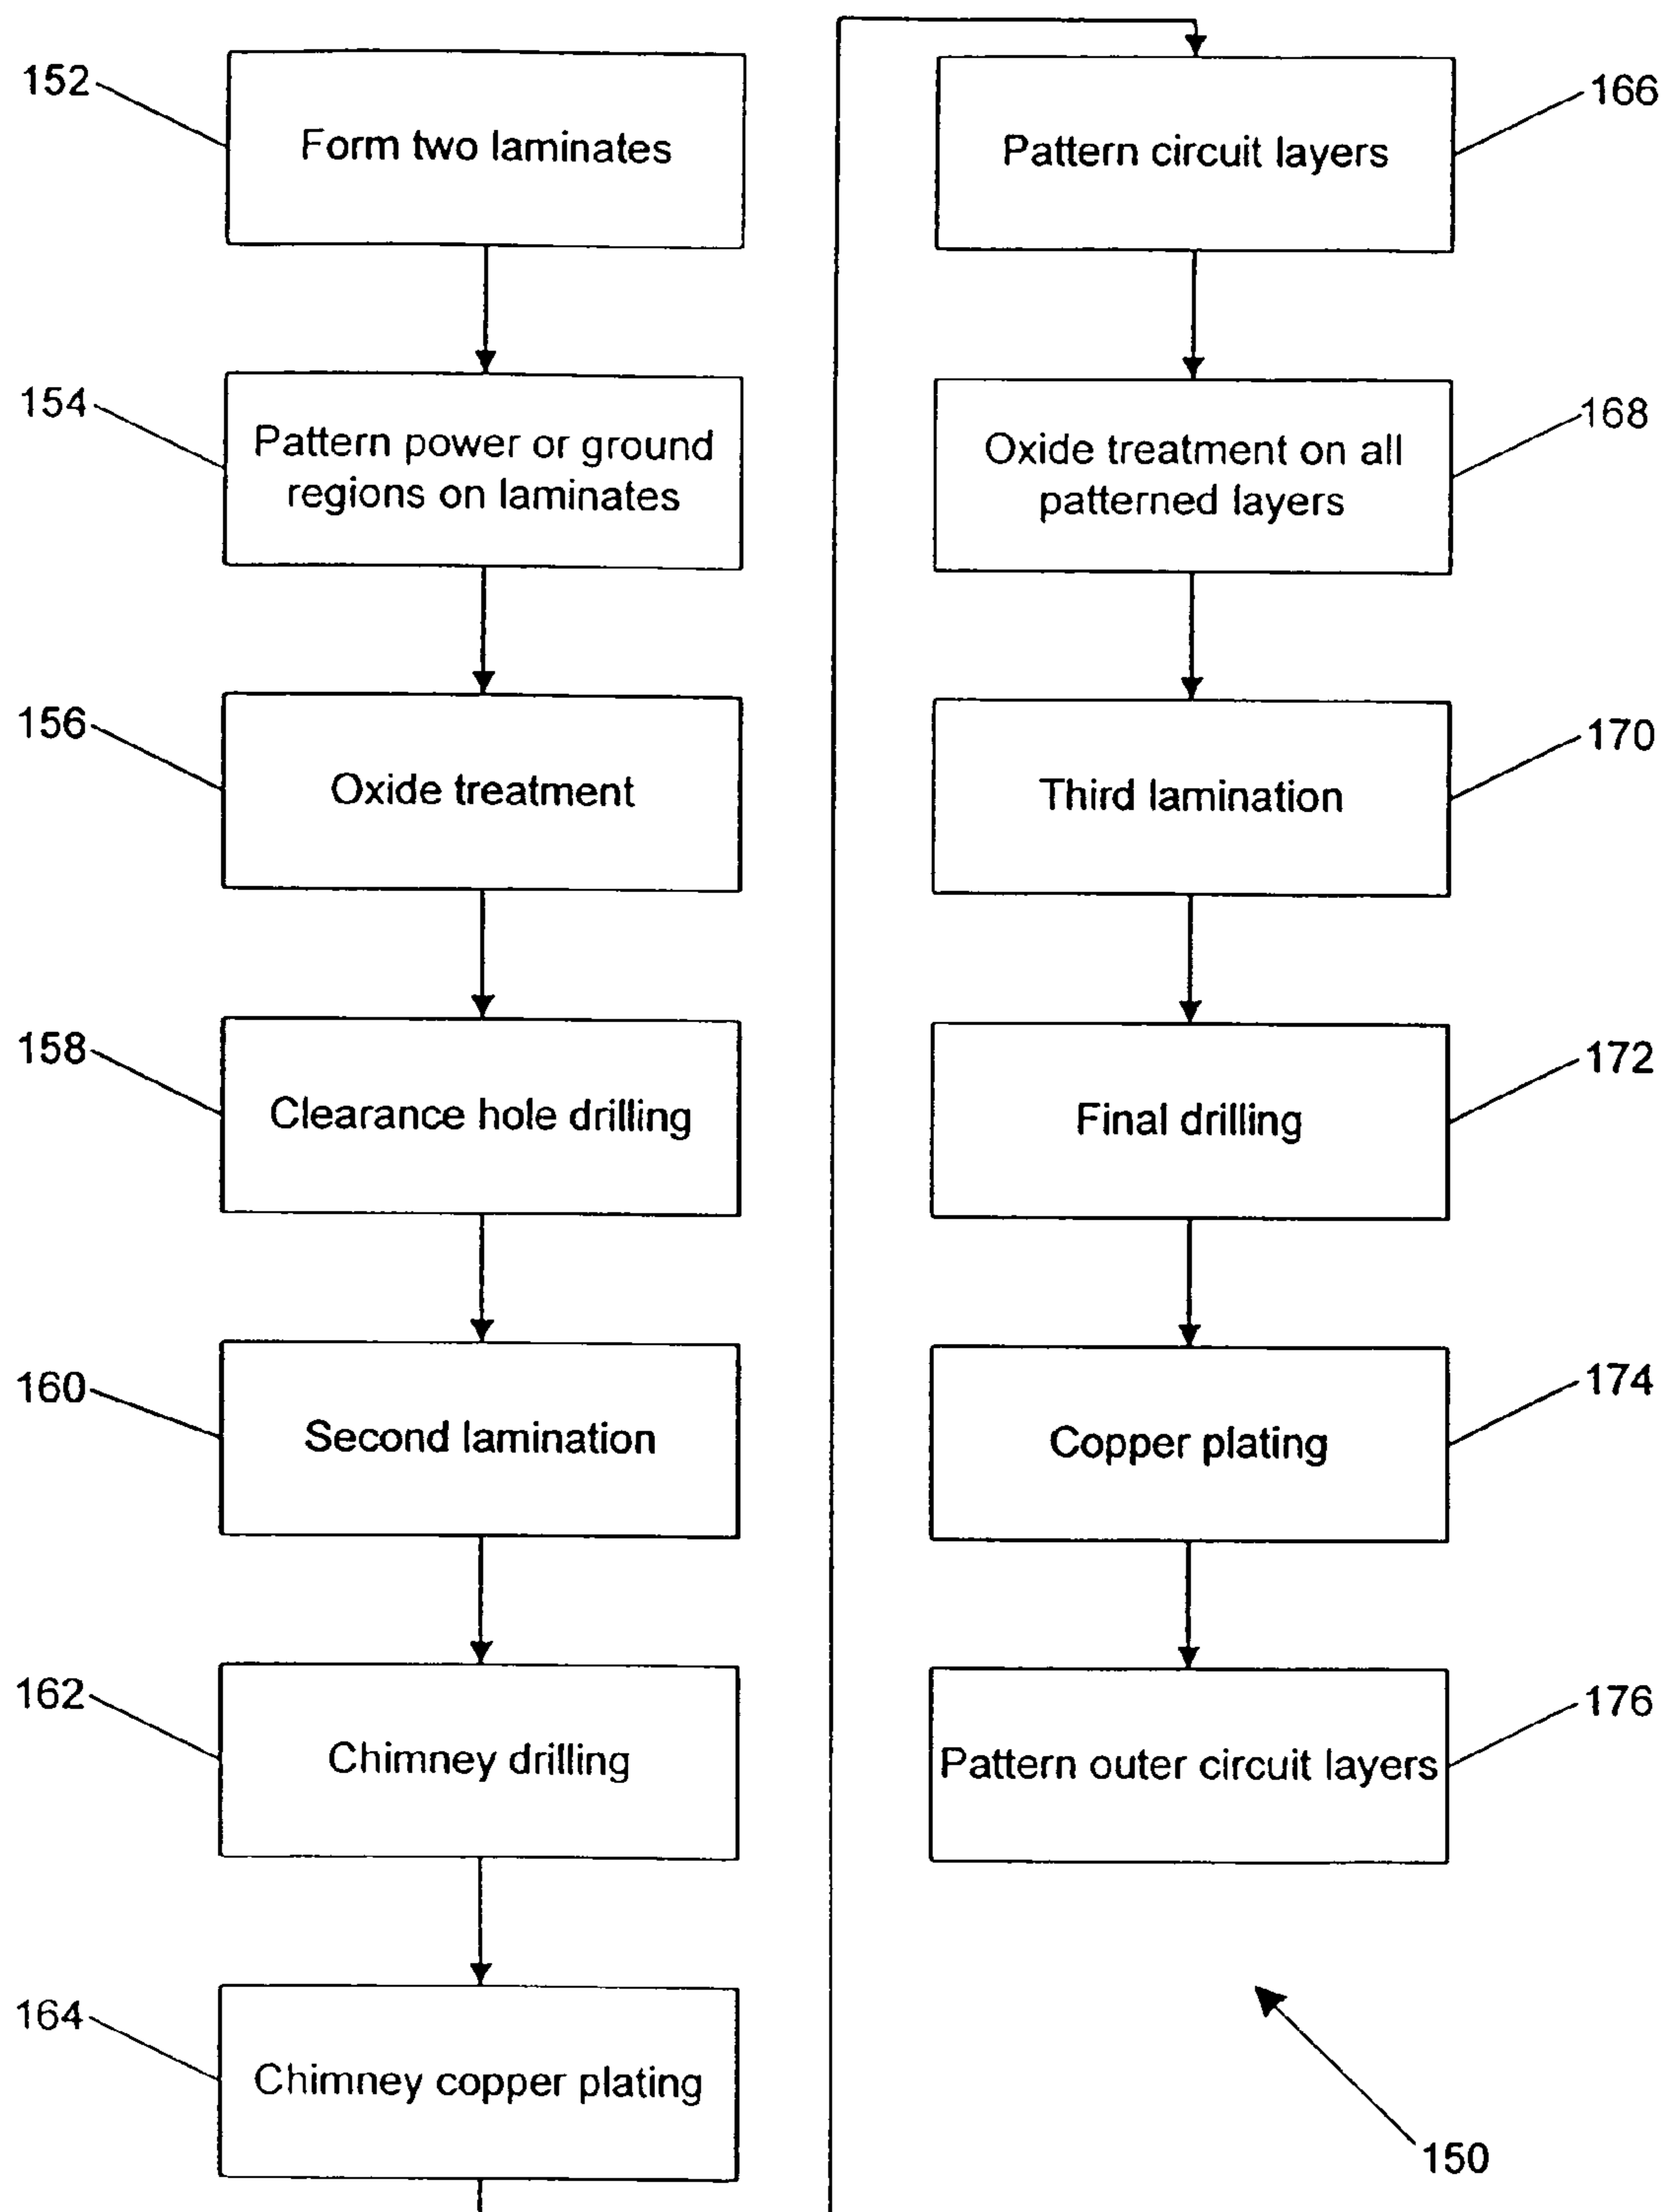 152
Form two laminates
154
Pattern power or ground
regions on laminates
156
Oxide treatment
158
Clearance hole drilling
160
Second lamination
162
Chimney drilling
164
Chimney copper plating
166
Pattern circuit layers
168
Oxide treatment on all
patterned layers
170
Third lamination
172
Final drilling
174
Copper plating
176
Pattern outer circuit layers
150